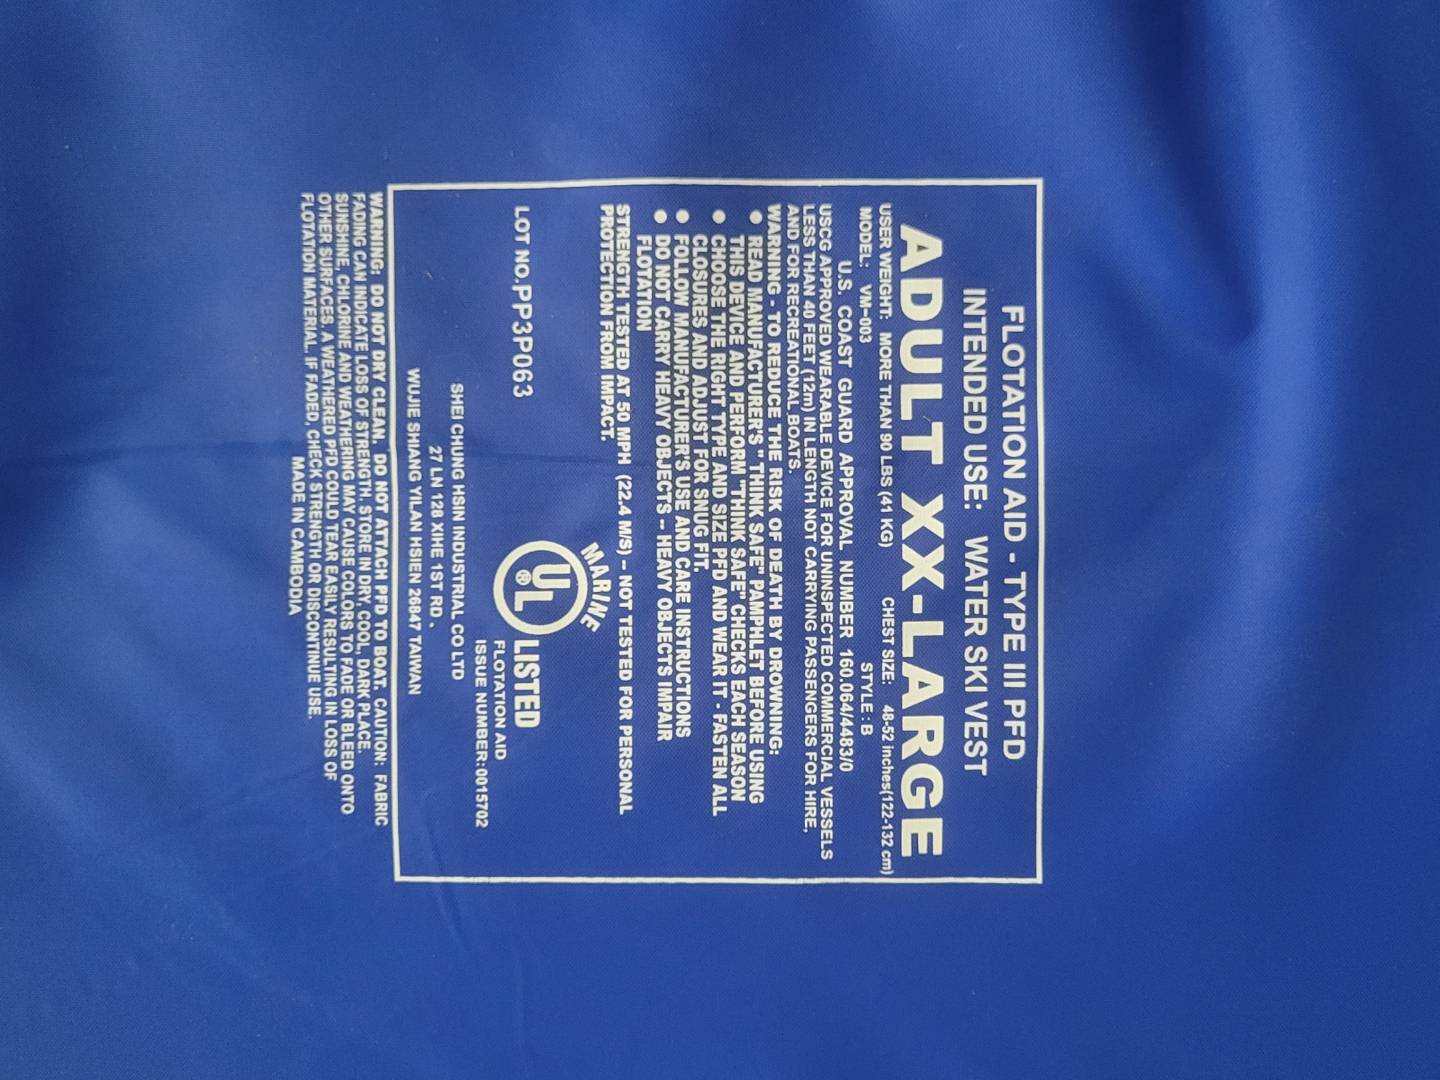 FLOTATION AID - TYPE III PFD
INTENDED USE: WATER SKI VEST
ADULT XX-LARGE
USER WEIGHT: MORE THAN 90 LBS (41 KG) CHEST SIZE: 48-52 inches(122-132 cm)
MODEL: VM-003 STYLE : B
U.S. COAST GUARD APPROVAL NUMBER 160.064/4483/0
USCG APPROVED WEARABLE DEVICE FOR UNINSPECTED COMMERCIAL VESSELS
LESS THAN 40 FEET (12m) IN LENGTH NOT CARRYING PASSENGERS FOR HIRE,
AND FOR RECREATIONAL BOATS.
WARNING - TO REDUCE THE RISK OF DEATH BY DROWNING:
● READ MANUFACTURER'S " THINK SAFE" PAMPHLET BEFORE USING
THIS DEVICE AND PERFORM "THINK SAFE" CHECKS EACH SEASON
● CHOOSE THE RIGHT TYPE AND SIZE PFD AND WEAR IT - FASTEN ALL
CLOSURES AND ADJUST FOR SNUG FIT.
● FOLLOW MANUFACTURER'S USE AND CARE INSTRUCTIONS
● DO NOT CARRY HEAVY OBJECTS -- HEAVY OBJECTS IMPAIR
FLOTATION
STRENGTH TESTED AT 50 MPH (22.4 M/S) -- NOT TESTED FOR PERSONAL
PROTECTION FROM IMPACT.
MARINE
LOT NO.PP3P063 UL® LISTED
FLOTATION AID
ISSUE NUMBER:0015702
SHEI CHUNG HSIN INDUSTRIAL CO LTD
27 LN 128 XIHE 1ST RD .
WUJIE SHIANG YILAN HSIEN 26847 TAIWAN
WARNING: DO NOT DRY CLEAN. DO NOT ATTACH PFD TO BOAT. CAUTION: FABRIC
FADING CAN INDICATE LOSS OF STRENGTH. STORE IN DRY, COOL, DARK PLACE.
SUNSHINE, CHLORINE AND WEATHERING MAY CAUSE COLORS TO FADE OR BLEED ONTO
OTHER SURFACES. A WEATHERED PFD COULD TEAR EASILY RESULTING IN LOSS OF
FLOTATION MATERIAL. IF FADED, CHECK STRENGTH OR DISCONTINUE USE.
MADE IN CAMBODIA